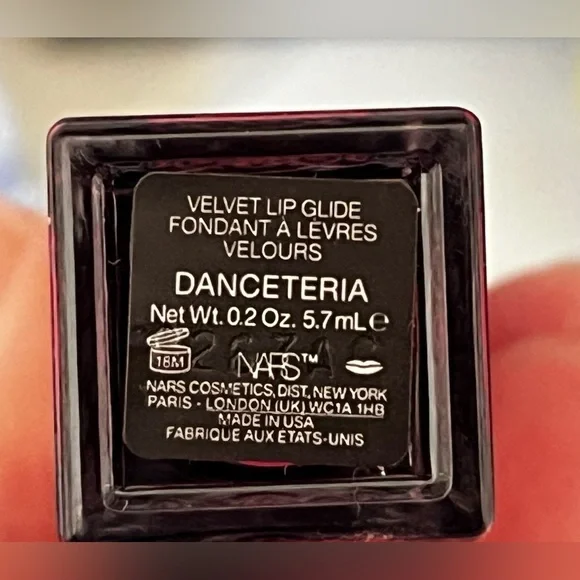 VELVET LIP GLIDE
FONDANT À LÈVRES
VELOURS
DANCETERIA
Net Wt. 0.2 Oz. 5.7 mL ℮
18M NARS™
NARS COSMETICS, DIST, NEW YORK
PARIS - LONDON (UK) WC1A 1HB
MADE IN USA
FABRIQUÉ AUX ÉTATS-UNIS